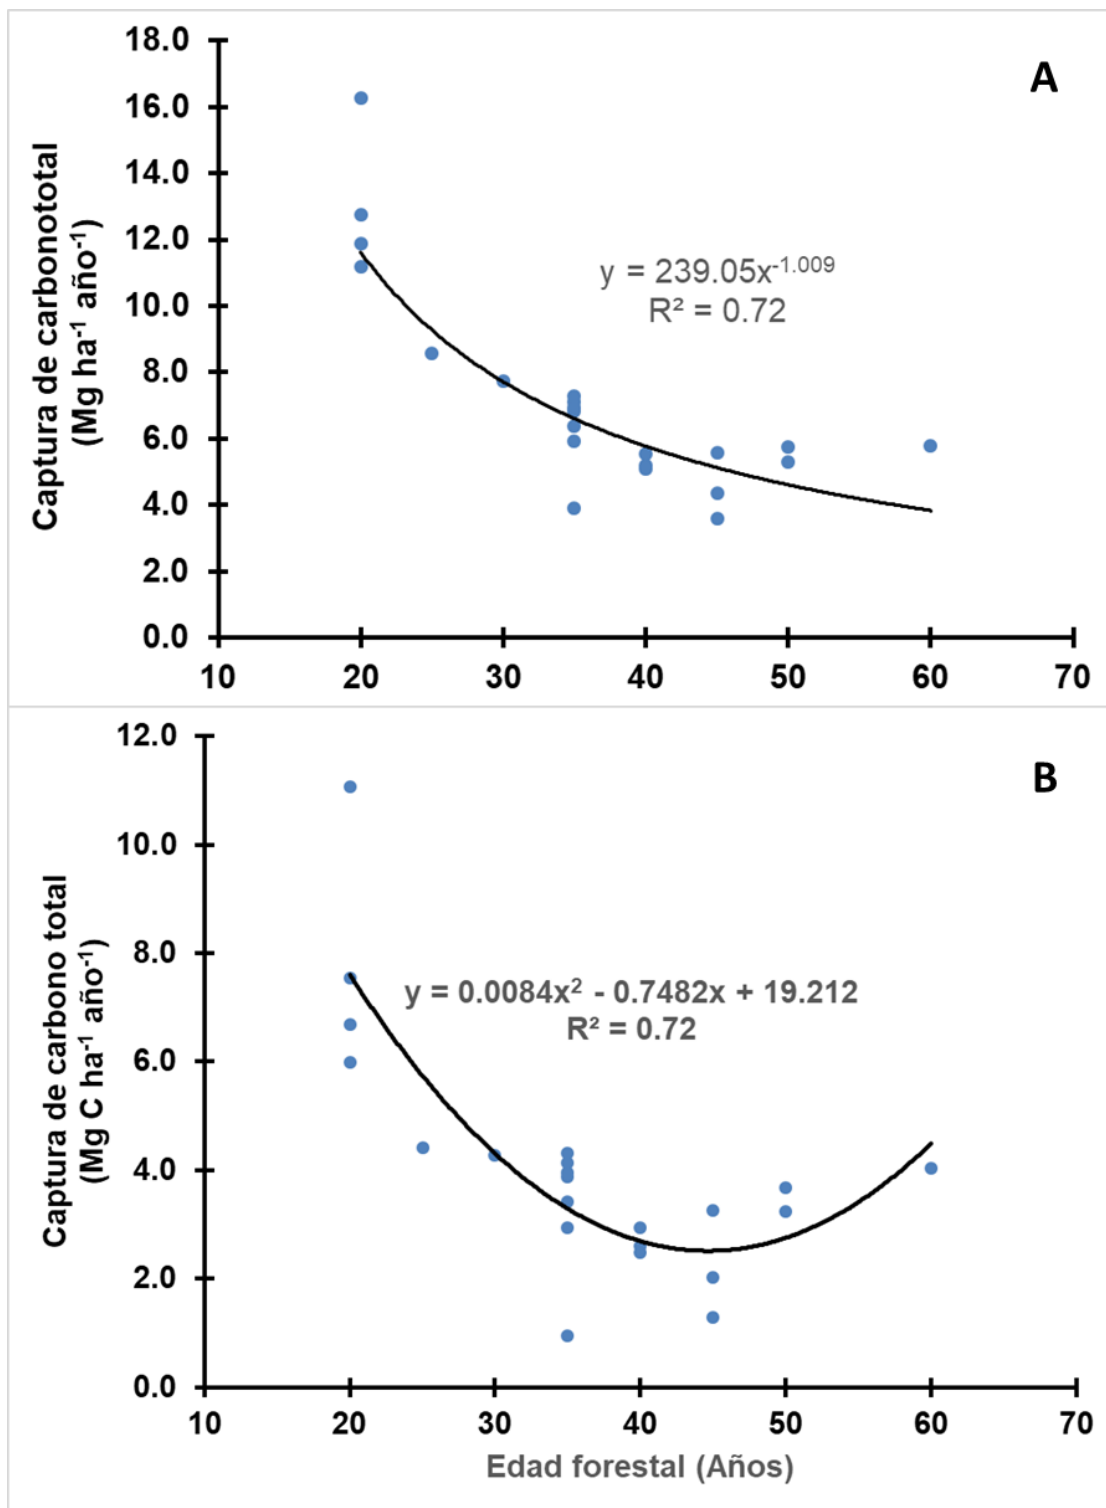 A
Captura de carbonototal
(Mg ha⁻¹ año⁻¹)
18.0
16.0
14.0
12.0
10.0
8.0
6.0
4.0
2.0
0.0
y = 239.05x⁻¹·⁰⁰⁹
R² = 0.72
10 20 30 40 50 60 70
B
Captura de carbono total
(Mg C ha⁻¹ año⁻¹)
12.0
10.0
8.0
6.0
4.0
2.0
0.0
y = 0.0084x² - 0.7482x + 19.212
R² = 0.72
10 20 30 40 50 60 70
Edad forestal (Años)